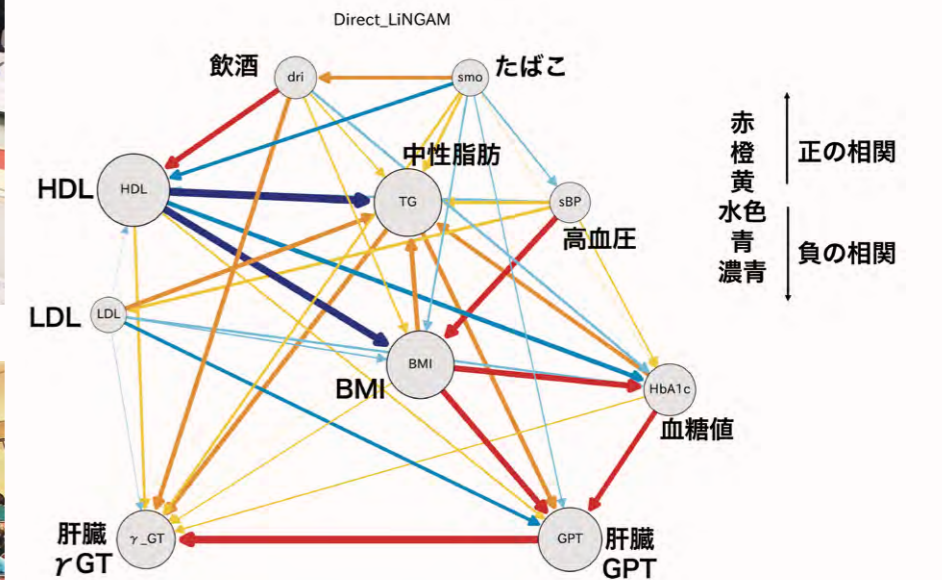 Direct_LiNGAM
飲酒
dri
smo
たばこ
中性脂肪
HDL
HDL
TG
sBP
高血圧
LDL
LDL
BMI
BMI
HbA1c
血糖値
肝臓
γGT
γ_GT
GPT
肝臓
GPT
赤
橙
黄
水色
青
濃青
正の相関
負の相関